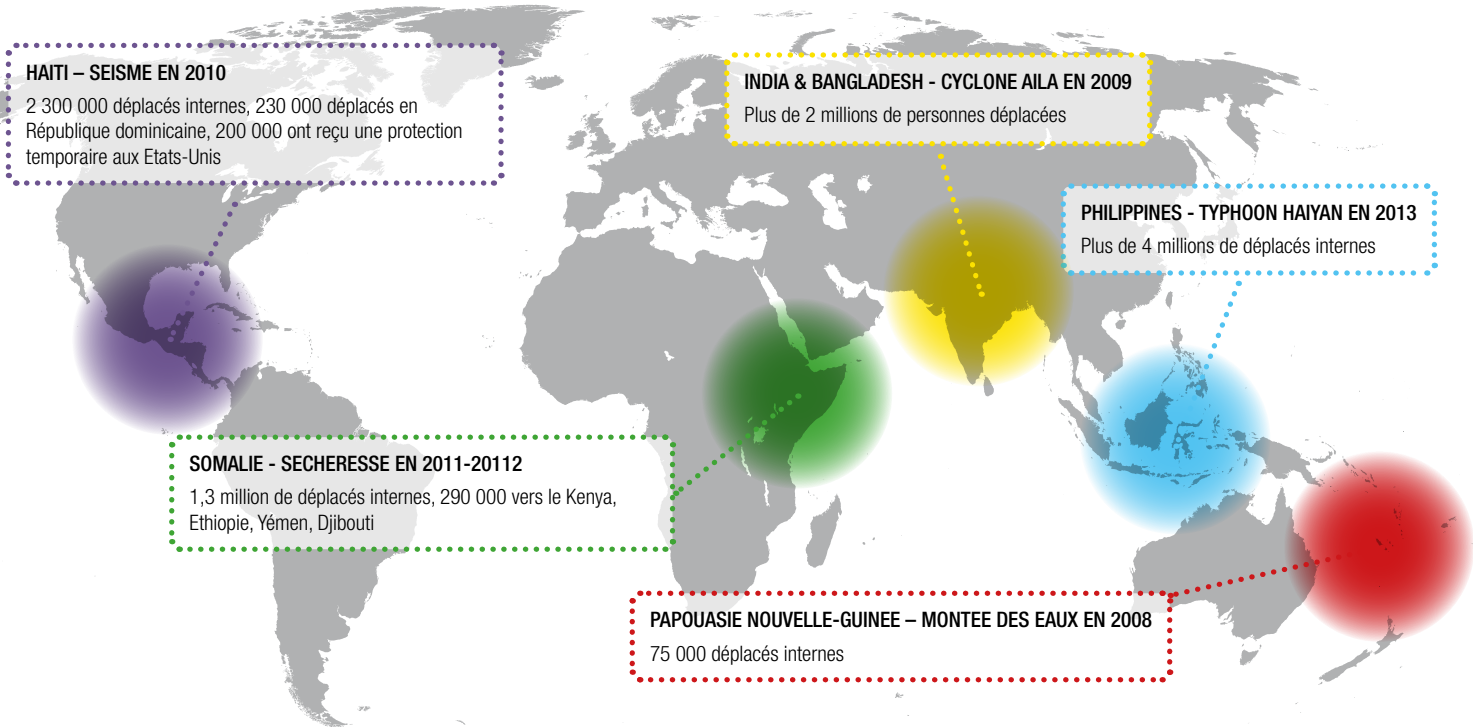 HAITI – SEISME EN 2010
2 300 000 déplacés internes, 230 000 déplacés en
République dominicaine, 200 000 ont reçu une protection
temporaire aux Etats-Unis
INDIA & BANGLADESH - CYCLONE AILA EN 2009
Plus de 2 millions de personnes déplacées
PHILIPPINES - TYPHOON HAIYAN EN 2013
Plus de 4 millions de déplacés internes
SOMALIE - SECHERESSE EN 2011-20112
1,3 million de déplacés internes, 290 000 vers le Kenya,
Ethiopie, Yémen, Djibouti
PAPOUASIE NOUVELLE-GUINEE – MONTEE DES EAUX EN 2008
75 000 déplacés internes